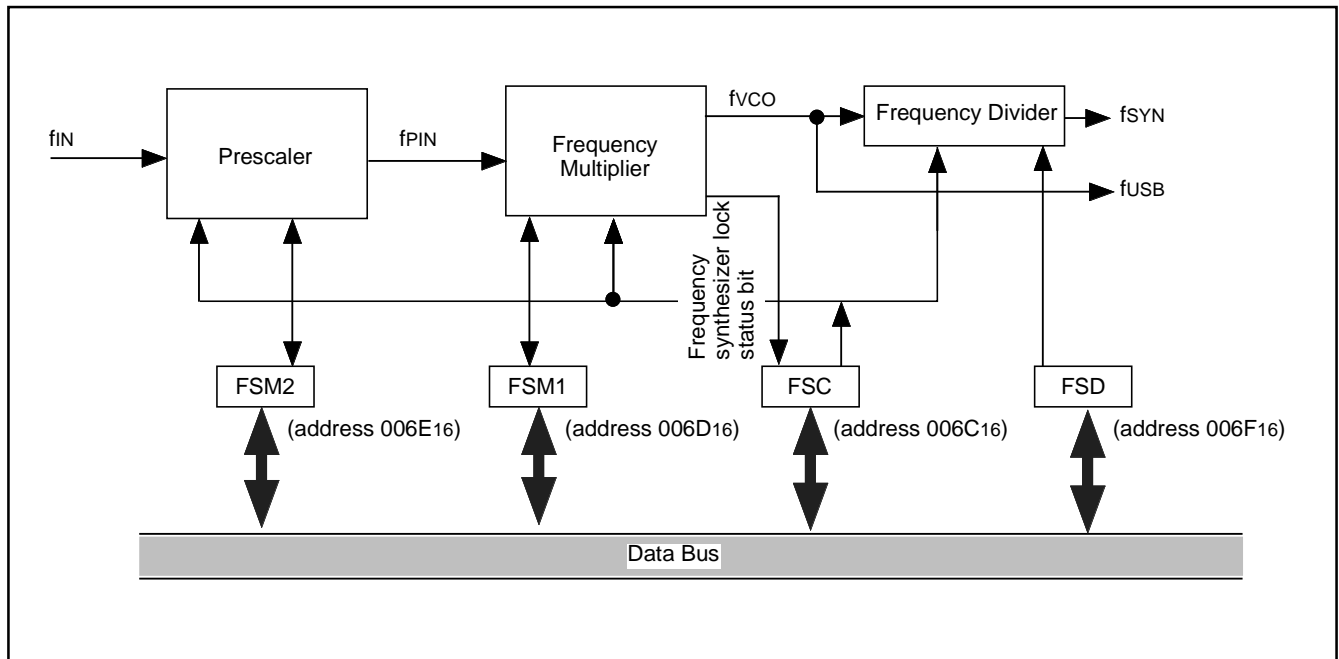 fIN
Prescaler
fPIN
Frequency
Multiplier
fVCO
Frequency Divider
fSYN
fUSB
Frequency
synthesizer lock
status bit
FSM2
(address 006E16)
FSM1
(address 006D16)
FSC
(address 006C16)
FSD
(address 006F16)
Data Bus